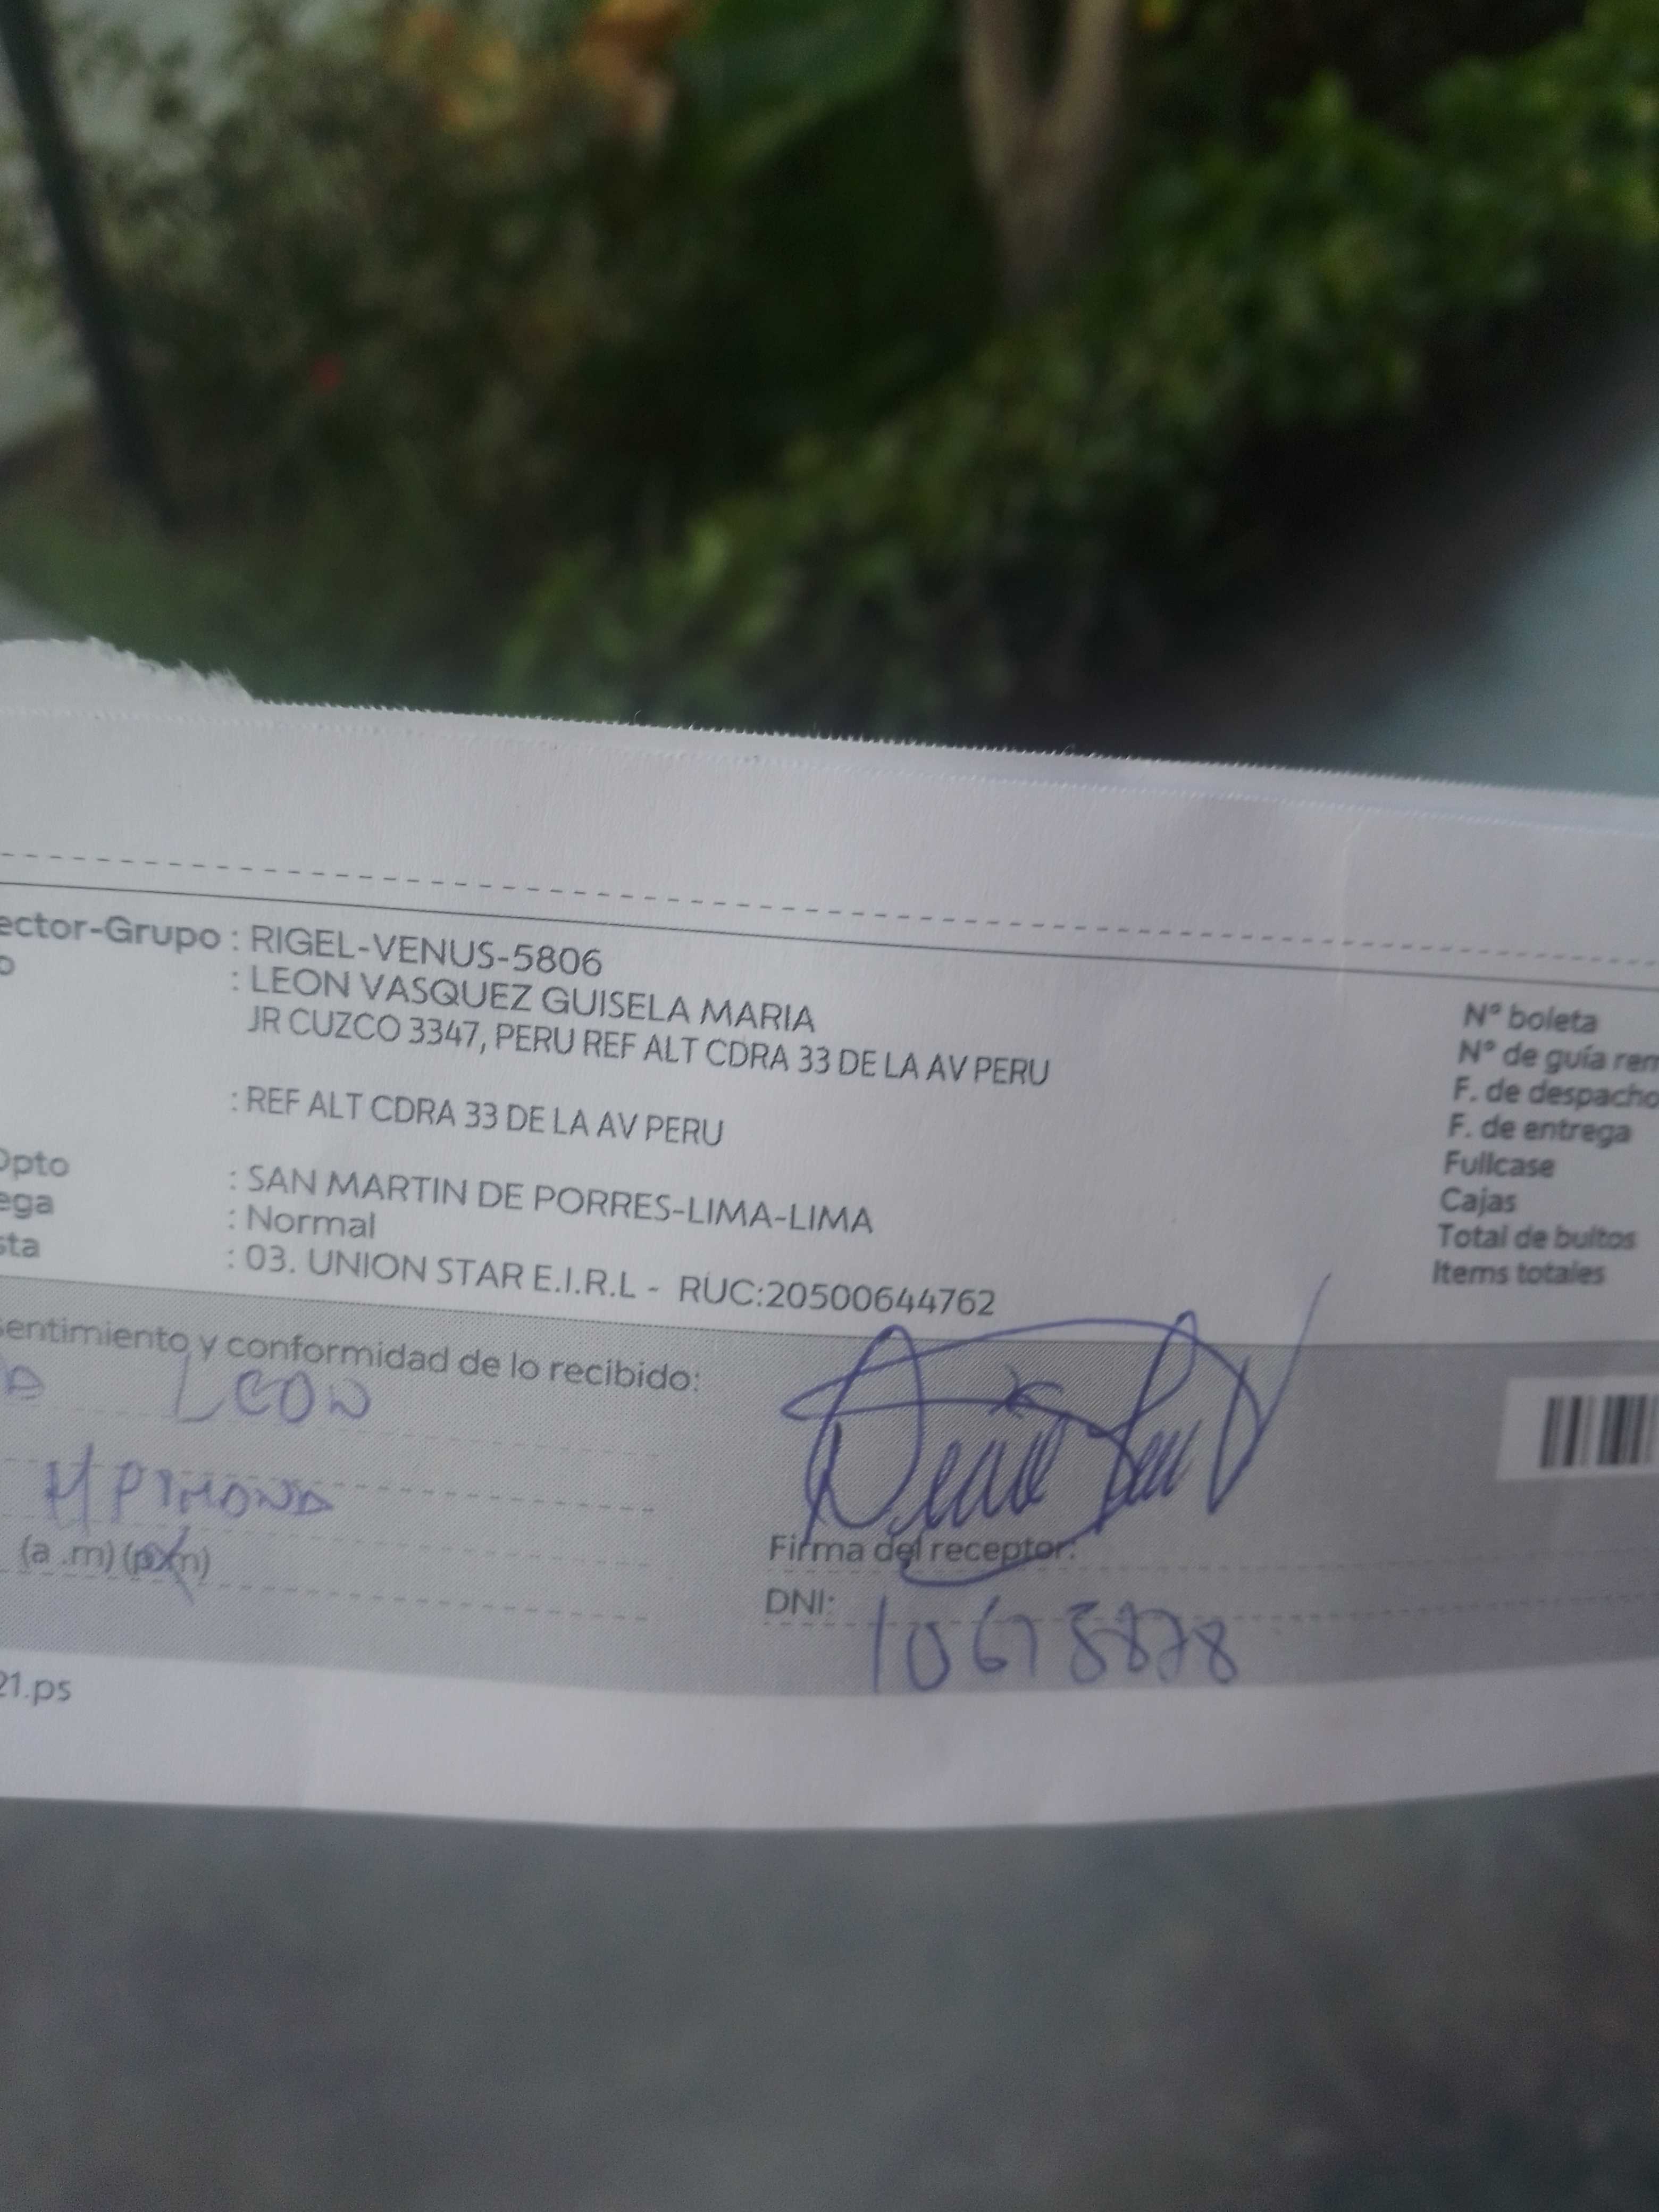 ector-Grupo : RIGEL-VENUS-5806
o : LEON VASQUEZ GUISELA MARIA
JR CUZCO 3347, PERU REF ALT CDRA 33 DE LA AV PERU
: REF ALT CDRA 33 DE LA AV PERU
Dpto : SAN MARTIN DE PORRES-LIMA-LIMA
ega : Normal
sta : 03. UNION STAR E.I.R.L - RUC:20500644762
N° boleta
N° de guía rem
F. de despacho
F. de entrega
Fullcase
Cajas
Total de bultos
Items totales
sentimiento y conformidad de lo recibido:
LEON
(a .m) (p.m)
Firma del receptor:
DNI:
21.ps